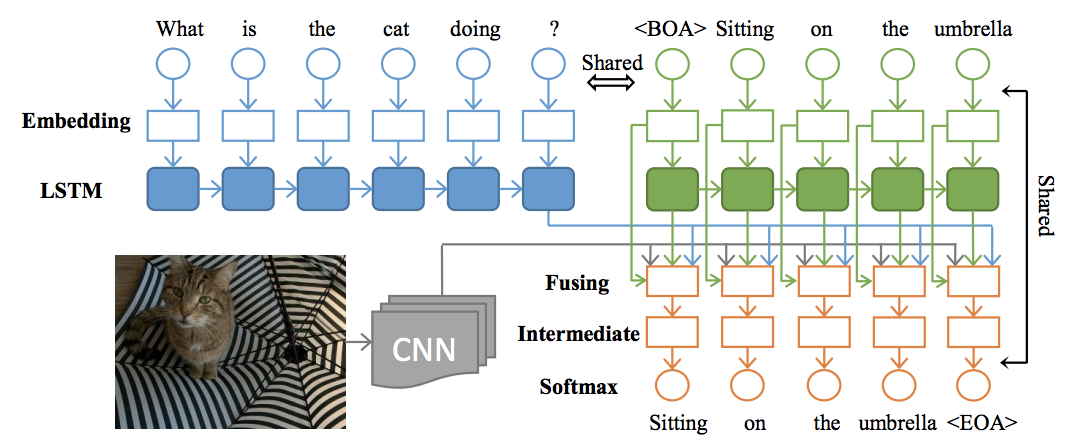 What is the cat doing ? <BOA> Sitting on the umbrella
Shared
Embedding
LSTM
Shared
CNN
Fusing
Intermediate
Softmax
Sitting on the umbrella <EOA>